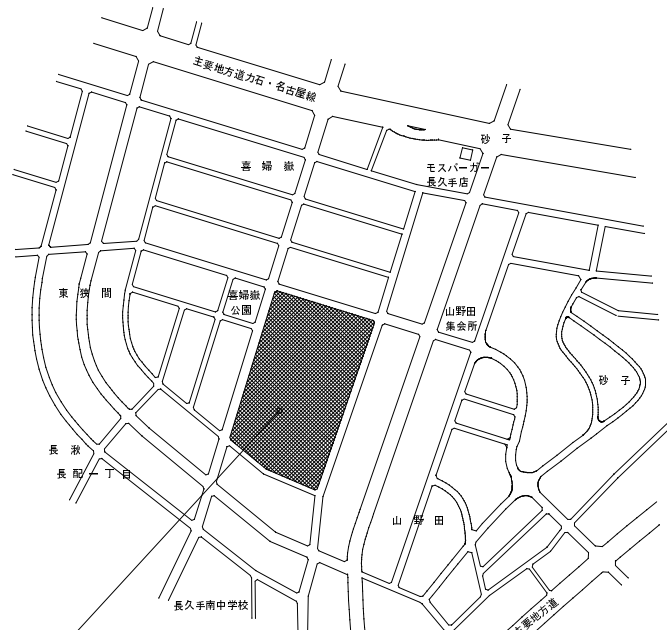 主要地方道力石・名古屋線
砂子
モスバーガー
長久手店
喜婦嶽
東狭間
喜婦嶽
公園
山野田
集会所
砂子
長湫
長配一丁目
山野田
長久手南中学校
主要地方道